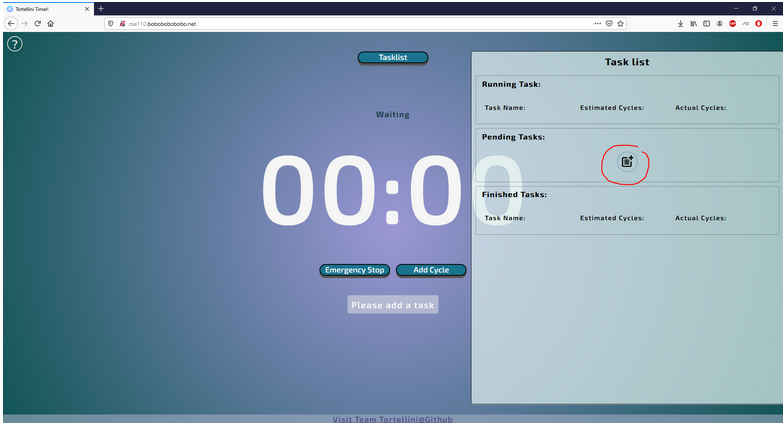 Tortellini Timer!
cse110.bobobobobobo.net
?
Tasklist
Task list
Running Task:
Task Name: Estimated Cycles: Actual Cycles:
Waiting
Pending Tasks:
00:00
Finished Tasks:
Task Name: Estimated Cycles: Actual Cycles:
Emergency Stop Add Cycle
Please add a task
Visit Team Tortellini@Github